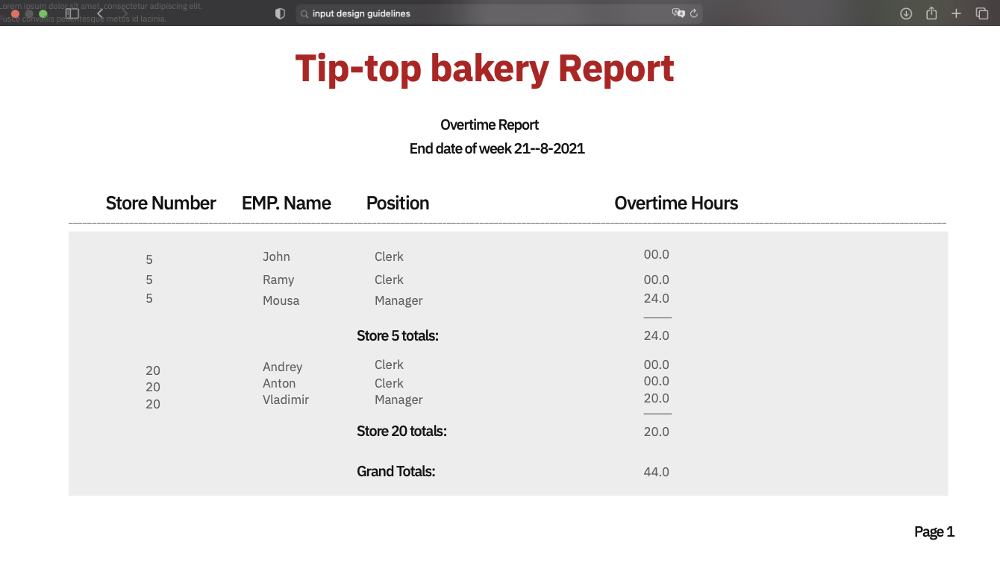 Lorem ipsum dolor sit amet, consectetur adipiscing elit.
Fusce convallis pellentesque metus id lacinia.
input design guidelines
Tip-top bakery Report
Overtime Report
End date of week 21--8-2021
Store Number EMP. Name Position Overtime Hours
5 John Clerk 00.0
5 Ramy Clerk 00.0
5 Mousa Manager 24.0
Store 5 totals: 24.0
20 Andrey Clerk 00.0
20 Anton Clerk 00.0
20 Vladimir Manager 20.0
Store 20 totals: 20.0
Grand Totals: 44.0
Page 1